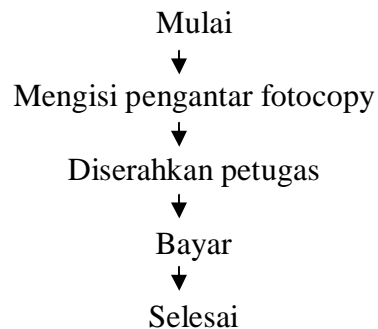 Mulai
Mengisi pengantar fotocopy
Diserahkan petugas
Bayar
Selesai